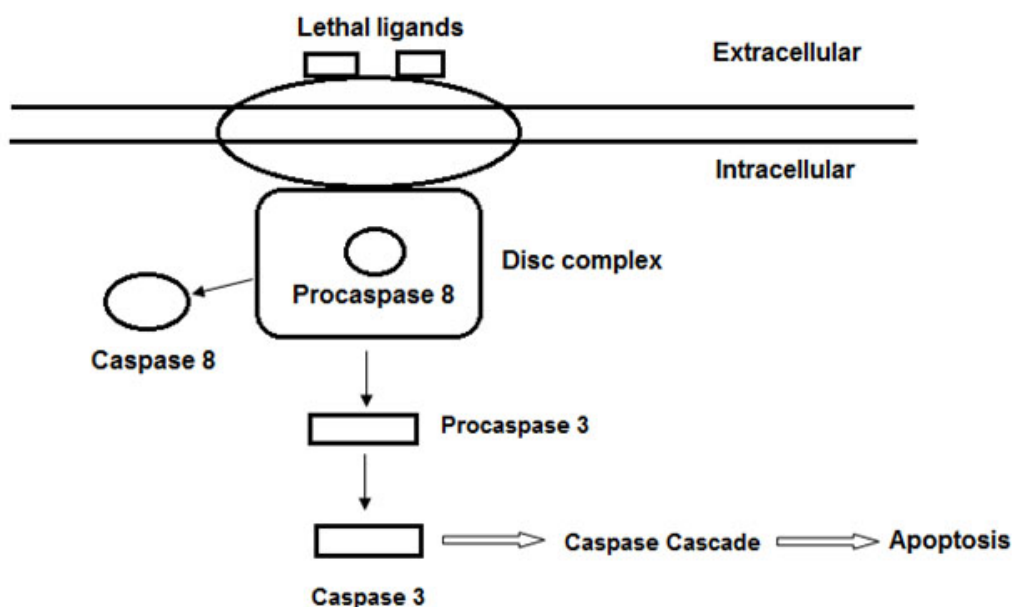 Lethal ligands
Extracellular
Intracellular
Disc complex
Procaspase 8
Caspase 8
Procaspase 3
Caspase Cascade
Apoptosis
Caspase 3